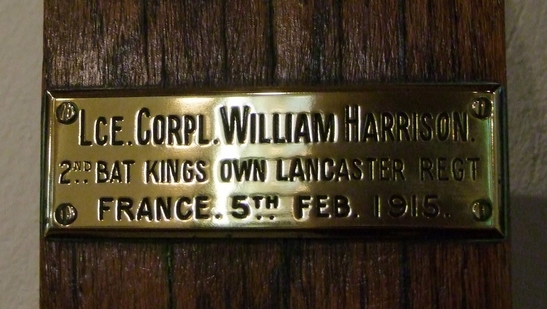 LCE. CORPL. WILLIAM HARRISON.
2ND BAT KINGS OWN LANCASTER REGT
FRANCE. 5TH FEB. 1915.